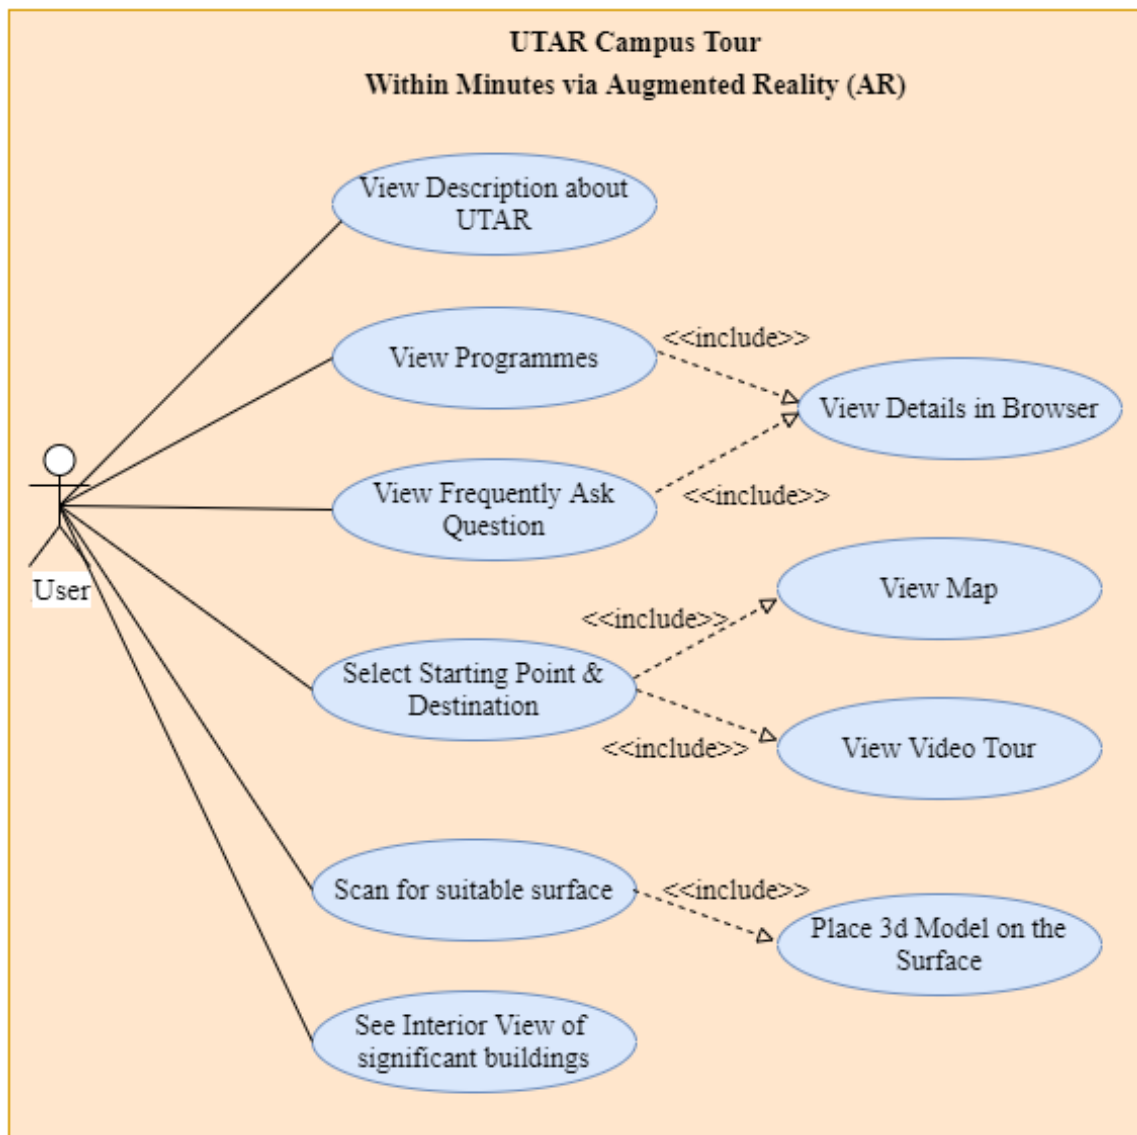 UTAR Campus Tour
Within Minutes via Augmented Reality (AR)
View Description about
UTAR
View Programmes
<<include>>
View Details in Browser
View Frequently Ask
Question
<<include>>
User
View Map
<<include>>
Select Starting Point &
Destination
<<include>>
View Video Tour
Scan for suitable surface
<<include>>
Place 3d Model on the
Surface
See Interior View of
significant buildings